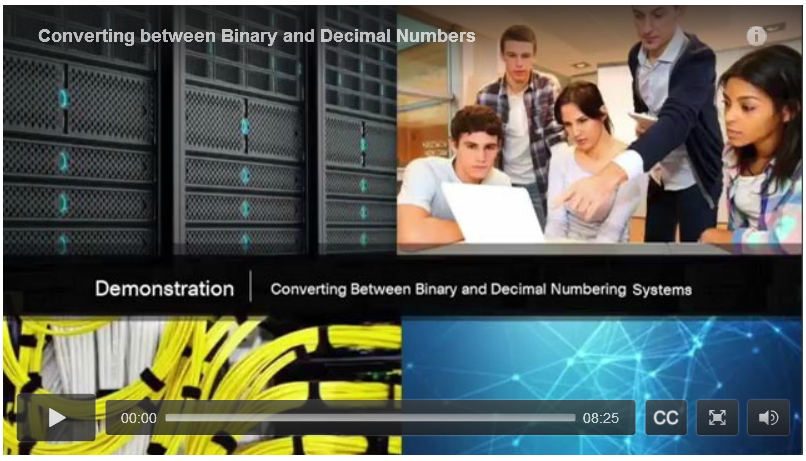 Converting between Binary and Decimal Numbers
Demonstration | Converting Between Binary and Decimal Numbering Systems
00:00 08:25 CC